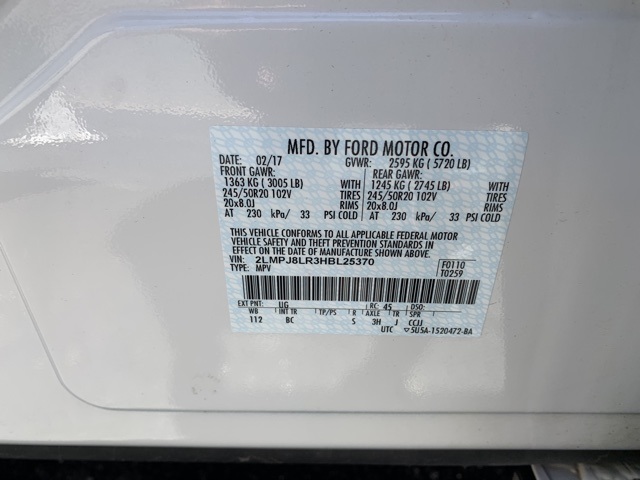 MFD. BY FORD MOTOR CO.
DATE: 02/17 GVWR: 2595 KG ( 5720 LB)
FRONT GAWR: REAR GAWR:
1363 KG ( 3005 LB) WITH 1245 KG ( 2745 LB) WITH
245/50R20 102V TIRES 245/50R20 102V TIRES
20x8.0J RIMS 20x8.0J RIMS
AT 230 kPa/ 33 PSI COLD AT 230 kPa/ 33 PSI COLD
THIS VEHICLE CONFORMS TO ALL APPLICABLE FEDERAL MOTOR
VEHICLE SAFETY AND THEFT PREVENTION STANDARDS IN
EFFECT ON THE DATE OF MANUFACTURE SHOWN ABOVE.
VIN: 2LMPJ8LR3HBL25370 F0110
TYPE: MPV T0259
EXT PNT: UG RC: 45 DSO:
WB INT TR TP/PS R AXLE TR SPR
112 BC S 3H J CCJJ
UTC 5U5A-1520472-BA